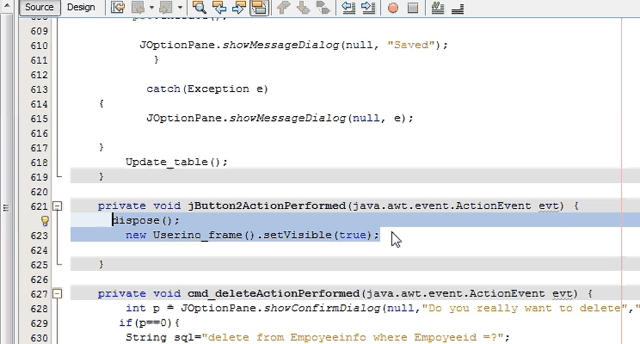 Source Design
609
610 JOptionPane.showMessageDialog(null, "Saved");
611 }
612
613 catch(Exception e)
614 {
615 JOptionPane.showMessageDialog(null, e);
616
617 }
618 Update_table();
619 }
620
621 private void jButton2ActionPerformed(java.awt.event.ActionEvent evt) {
dispose();
623 new Userino_frame().setVisible(true);
624
625 }
626
627 private void cmd_deleteActionPerformed(java.awt.event.ActionEvent evt) {
628 int p = JOptionPane.showConfirmDialog(null,"Do you really want to delete","
629 if(p==0){
630 String sql="delete from Empoyeeinfo where Empoyeeid =?";